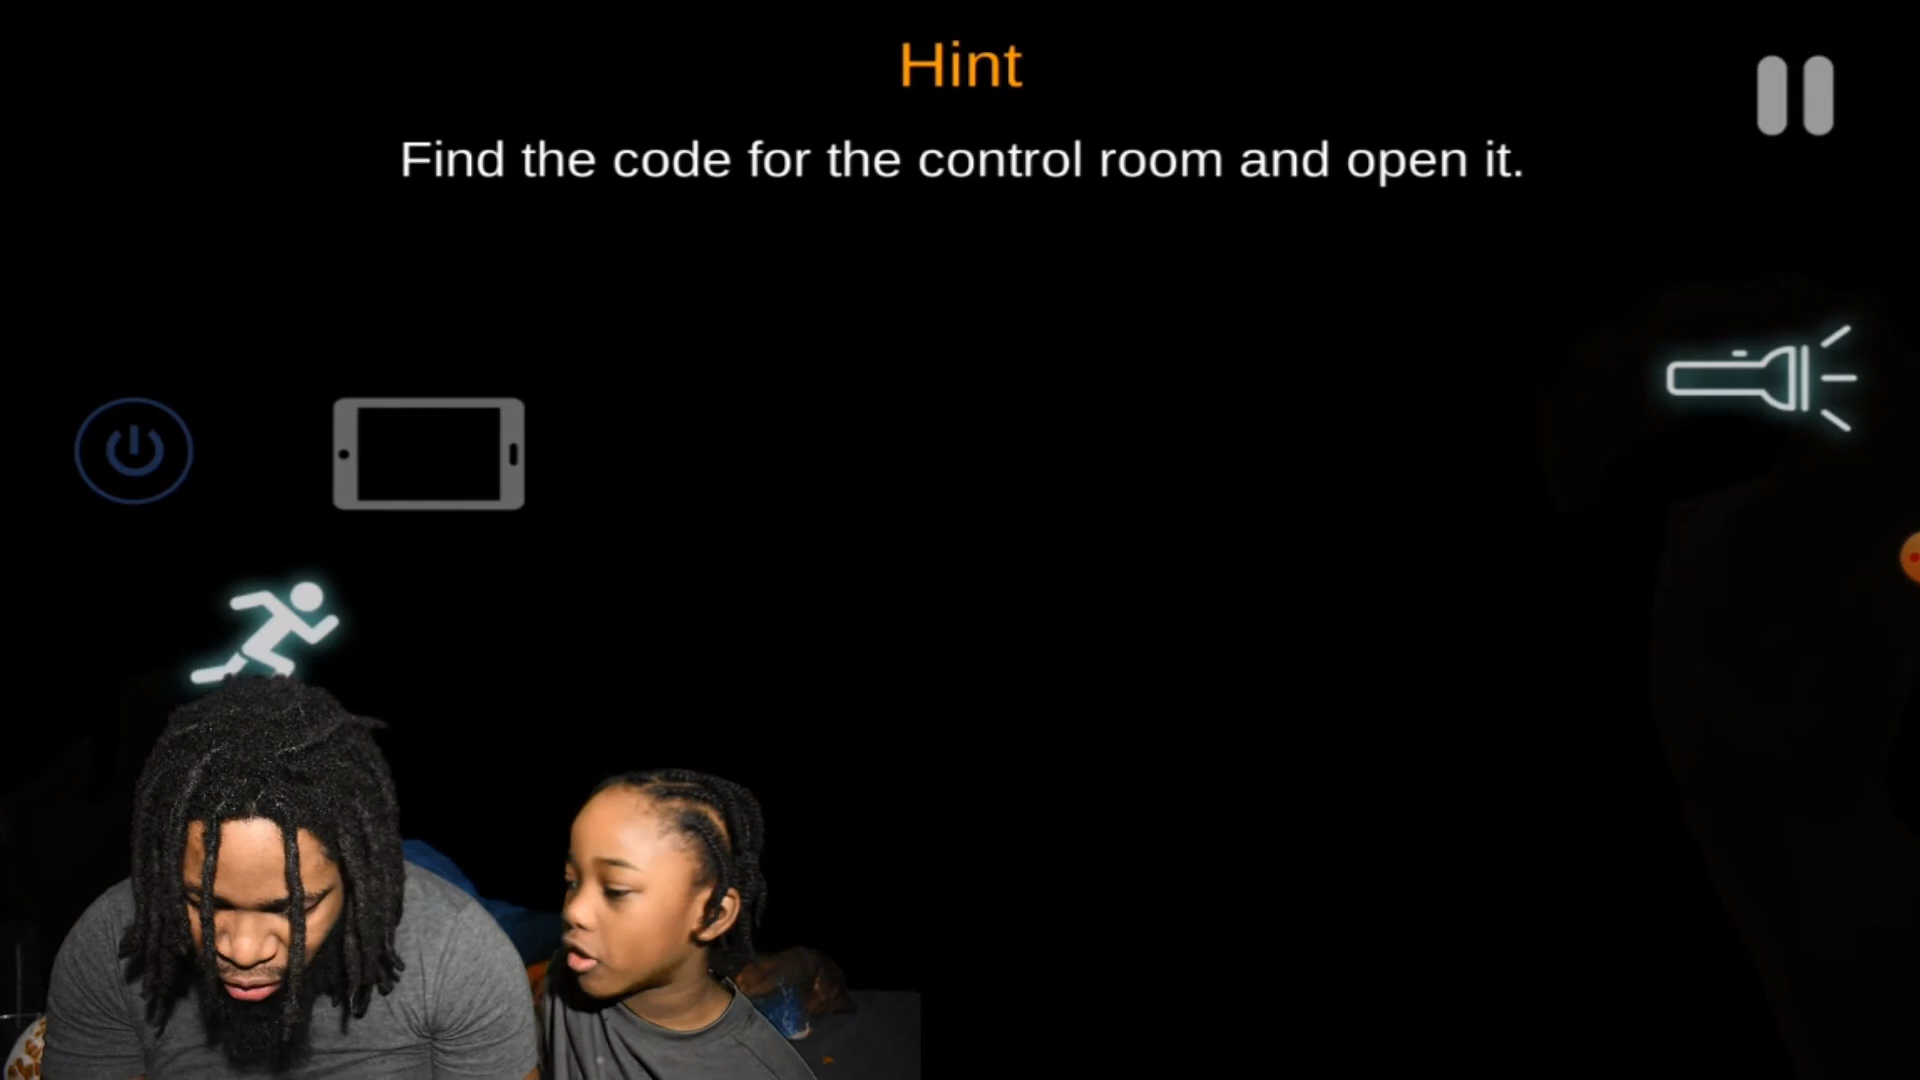 Hint
Find the code for the control room and open it.